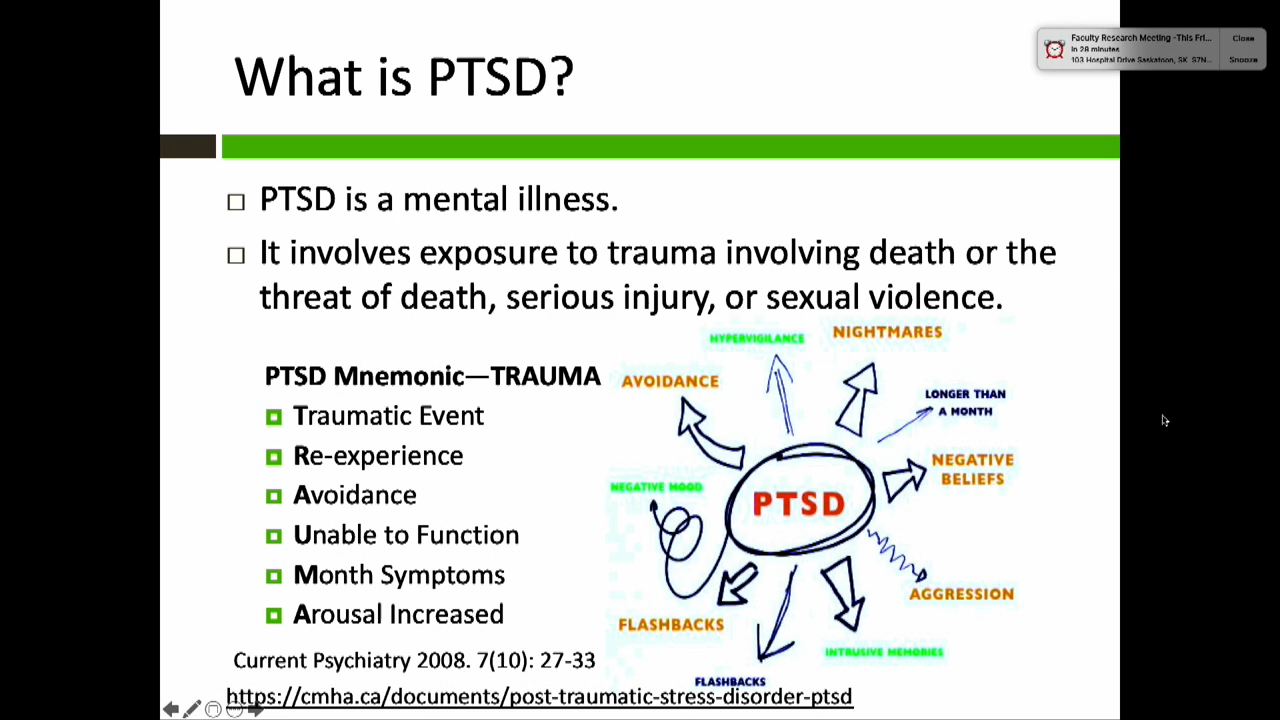 What is PTSD?
Faculty Research Meeting -This Fri...
in 28 minutes
103 Hospital Drive Saskatoon, SK, S7N...
Close
Snooze
PTSD is a mental illness.
It involves exposure to trauma involving death or the
threat of death, serious injury, or sexual violence.
PTSD Mnemonic—TRAUMA
Traumatic Event
Re-experience
Avoidance
Unable to Function
Month Symptoms
Arousal Increased
HYPERVIGILANCE
NIGHTMARES
AVOIDANCE
LONGER THAN
A MONTH
NEGATIVE
BELIEFS
NEGATIVE MOOD
PTSD
AGGRESSION
FLASHBACKS
INTRUSIVE MEMORIES
FLASHBACKS
Current Psychiatry 2008. 7(10): 27-33
https://cmha.ca/documents/post-traumatic-stress-disorder-ptsd